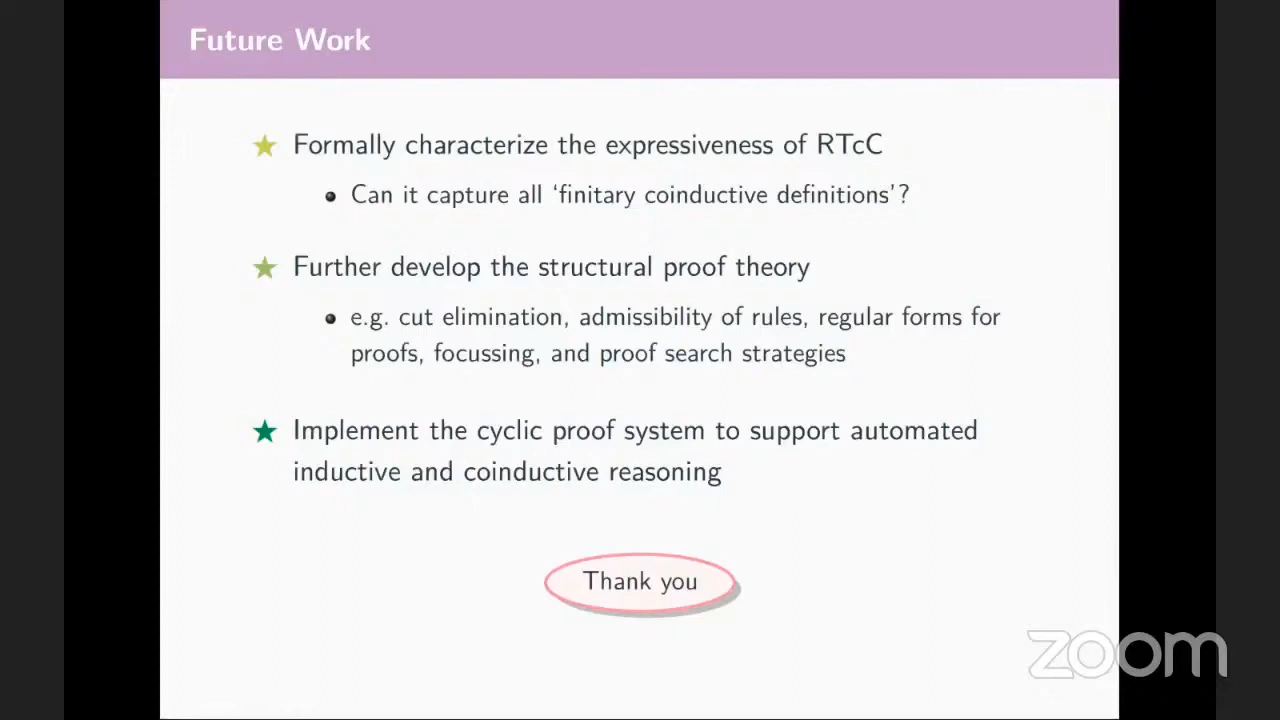 Future Work
Formally characterize the expressiveness of RTcC
Can it capture all ‘finitary coinductive definitions’?
Further develop the structural proof theory
e.g. cut elimination, admissibility of rules, regular forms for
proofs, focussing, and proof search strategies
Implement the cyclic proof system to support automated
inductive and coinductive reasoning
Thank you
zoom